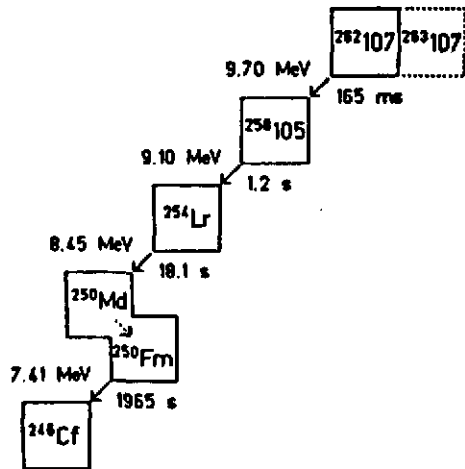 ²⁶²107 ²⁶³107
9.70 MeV
165 ms
²⁵⁸105
9.10 MeV
1.2 s
²⁵⁴Lr
8.45 MeV
18.1 s
²⁵⁰Md
²⁵⁰Fm
7.41 MeV
1965 s
²⁴⁶Cf